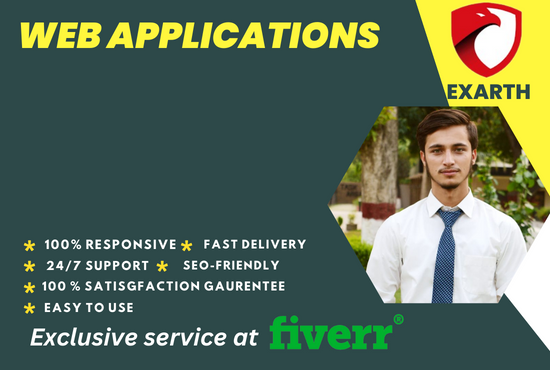 WEB APPLICATIONS
EXARTH
* 100% RESPONSIVE * FAST DELIVERY
* 24/7 SUPPORT * SEO-FRIENDLY
* 100 % SATISGFACTION GAURENTEE
* EASY TO USE
Exclusive service at fiverr®